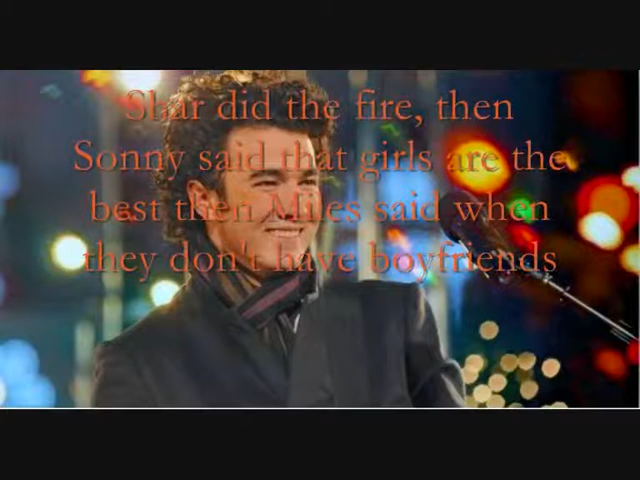 Shar did the fire, then
Sonny said that girls are the
best then Miles said when
they don't have boyfriends